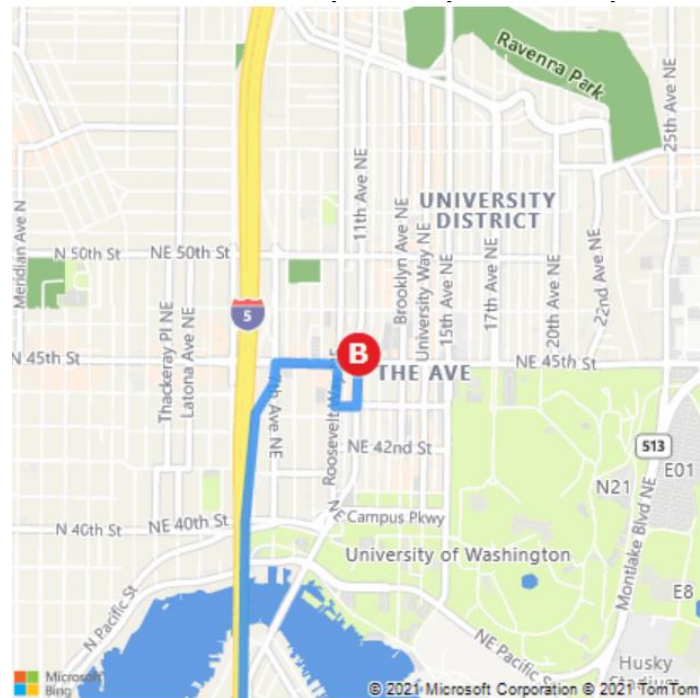 Ravenna Park
25th Ave NE
11th Ave NE
UNIVERSITY
DISTRICT
Meridian Ave N
N 50th St
NE 50th St
Brooklyn Ave NE
University Way NE
15th Ave NE
17th Ave NE
20th Ave NE
22nd Ave NE
5
Thackeray Pl NE
Latona Ave NE
N 45th St
B
THE AVE
NE 45th St
Ave NE
Roosevelt
NE 42nd St
513
E01
N21
N 40th St
NE 40th St
NE Campus Pkwy
University of Washington
Montlake Blvd NE
E8
N Pacific St
NE Pacific St
Husky
Stadium
Microsoft
Bing
© 2021 Microsoft Corporation © 2021 TomTom